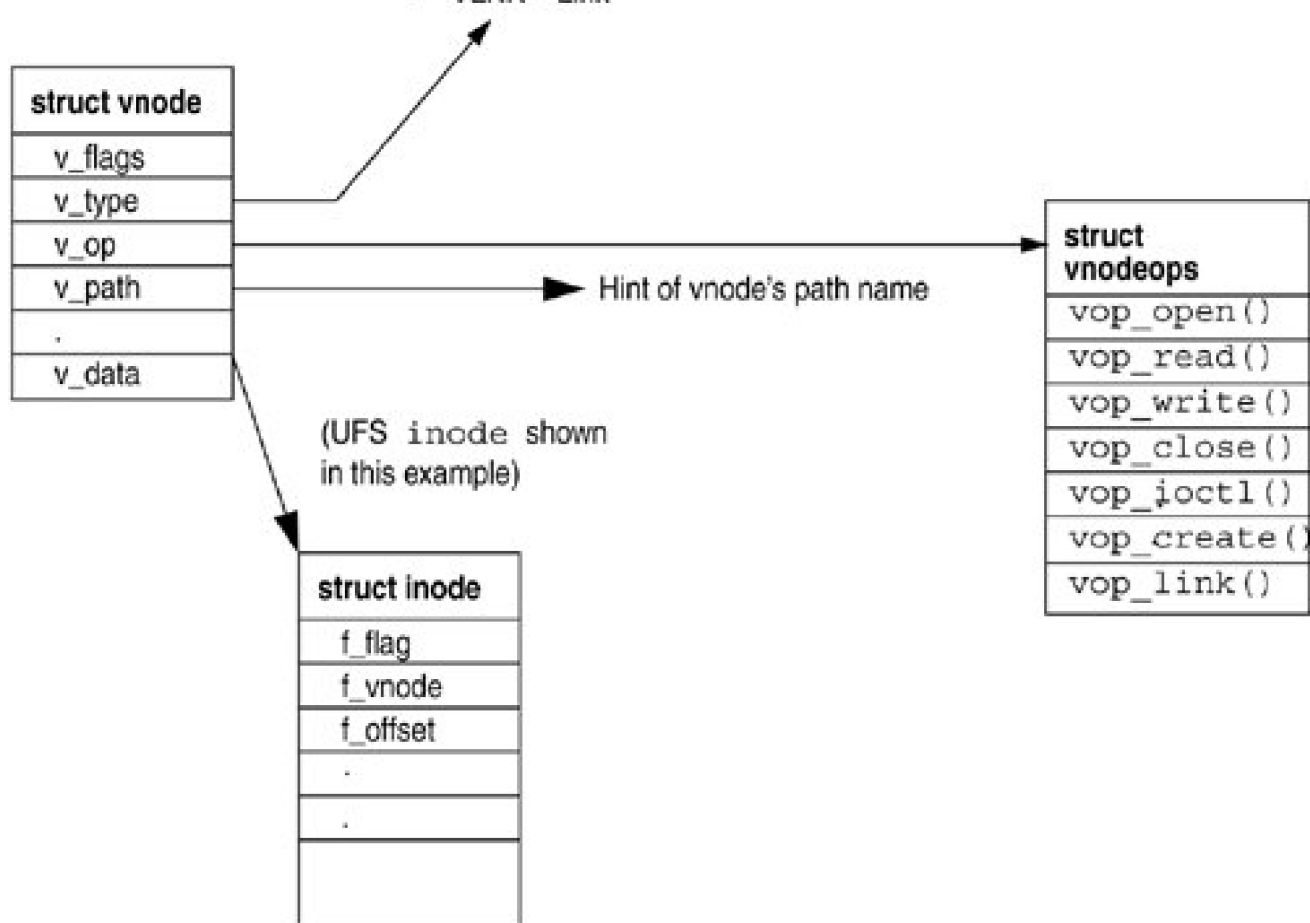 struct vnode
v_flags
v_type
v_op
v_path
.
v_data
Hint of vnode's path name
(UFS inode shown
in this example)
struct inode
f_flag
f_vnode
f_offset
.
.
struct
vnodeops
vop_open()
vop_read()
vop_write()
vop_close()
vop_ioctl()
vop_create()
vop_link()